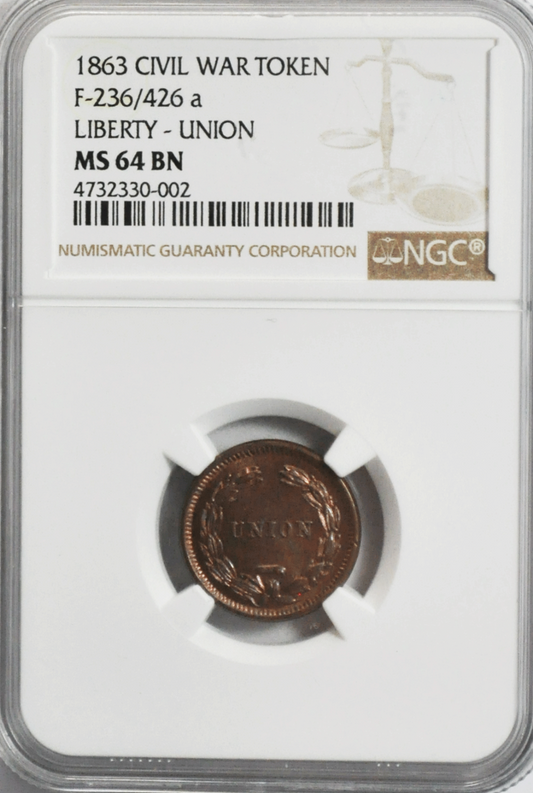 1863 CIVIL WAR TOKEN
F-236/426 a
LIBERTY - UNION
MS 64 BN
4732330-002
NUMISMATIC GUARANTY CORPORATION
NGC®
UNION